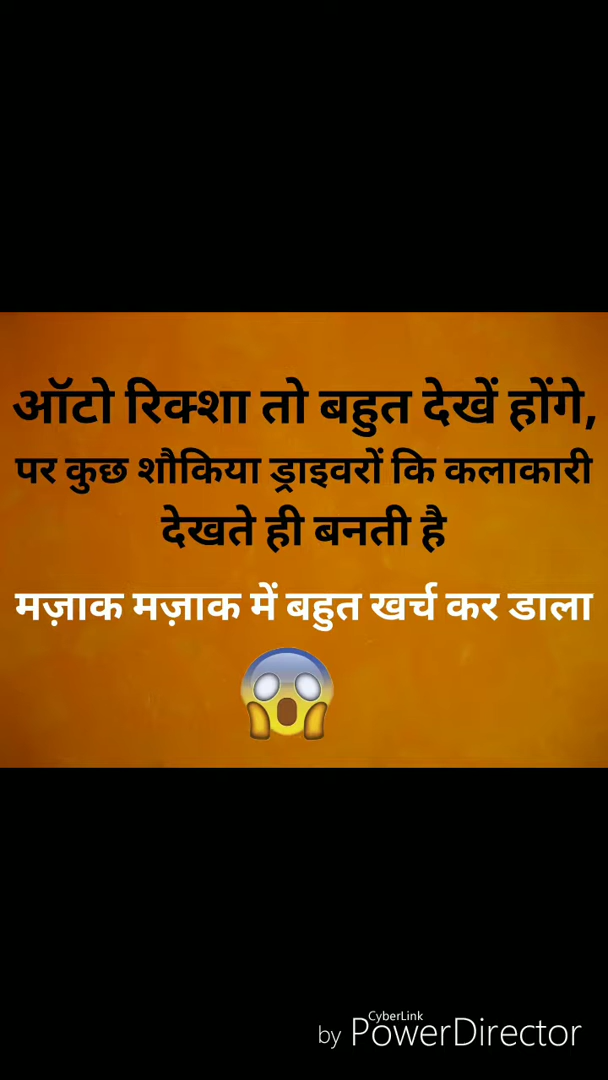 ऑटो रिक्शा तो बहुत देखें होंगे,
पर कुछ शौकिया ड्राइवरों कि कलाकारी
देखते ही बनती है
मज़ाक मज़ाक में बहुत खर्च कर डाला
CyberLink
by PowerDirector